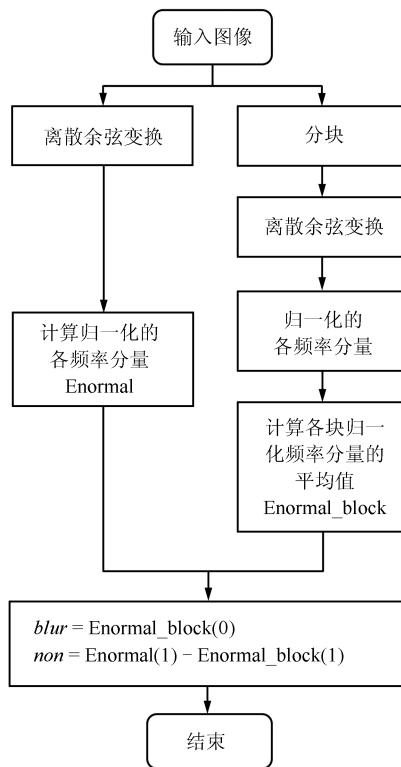 输入图像
离散余弦变换
分块
离散余弦变换
计算归一化的
各频率分量
Enormal
归一化的
各频率分量
计算各块归一
化频率分量的
平均值
Enormal_block
blur = Enormal_block(0)
non = Enormal(1) − Enormal_block(1)
结束